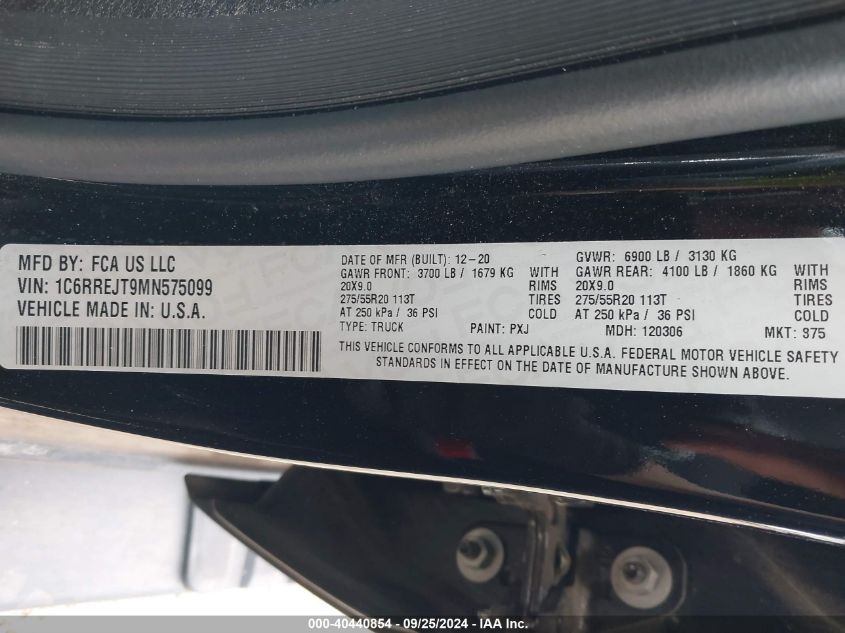 MFD BY: FCA US LLC
VIN: 1C6RREJT9MN575099
VEHICLE MADE IN: U.S.A.
DATE OF MFR (BUILT): 12-20 GVWR: 6900 LB / 3130 KG
GAWR FRONT: 3700 LB / 1679 KG WITH GAWR REAR: 4100 LB / 1860 KG WITH
20X9.0 RIMS 20X9.0 RIMS
275/55R20 113T TIRES 275/55R20 113T TIRES
AT 250 kPa / 36 PSI COLD AT 250 kPa / 36 PSI COLD
TYPE: TRUCK PAINT: PXJ MDH: 120306 MKT: 375
THIS VEHICLE CONFORMS TO ALL APPLICABLE U.S.A. FEDERAL MOTOR VEHICLE SAFETY
STANDARDS IN EFFECT ON THE DATE OF MANUFACTURE SHOWN ABOVE.
000-40440854 - 09/25/2024 - IAA Inc.